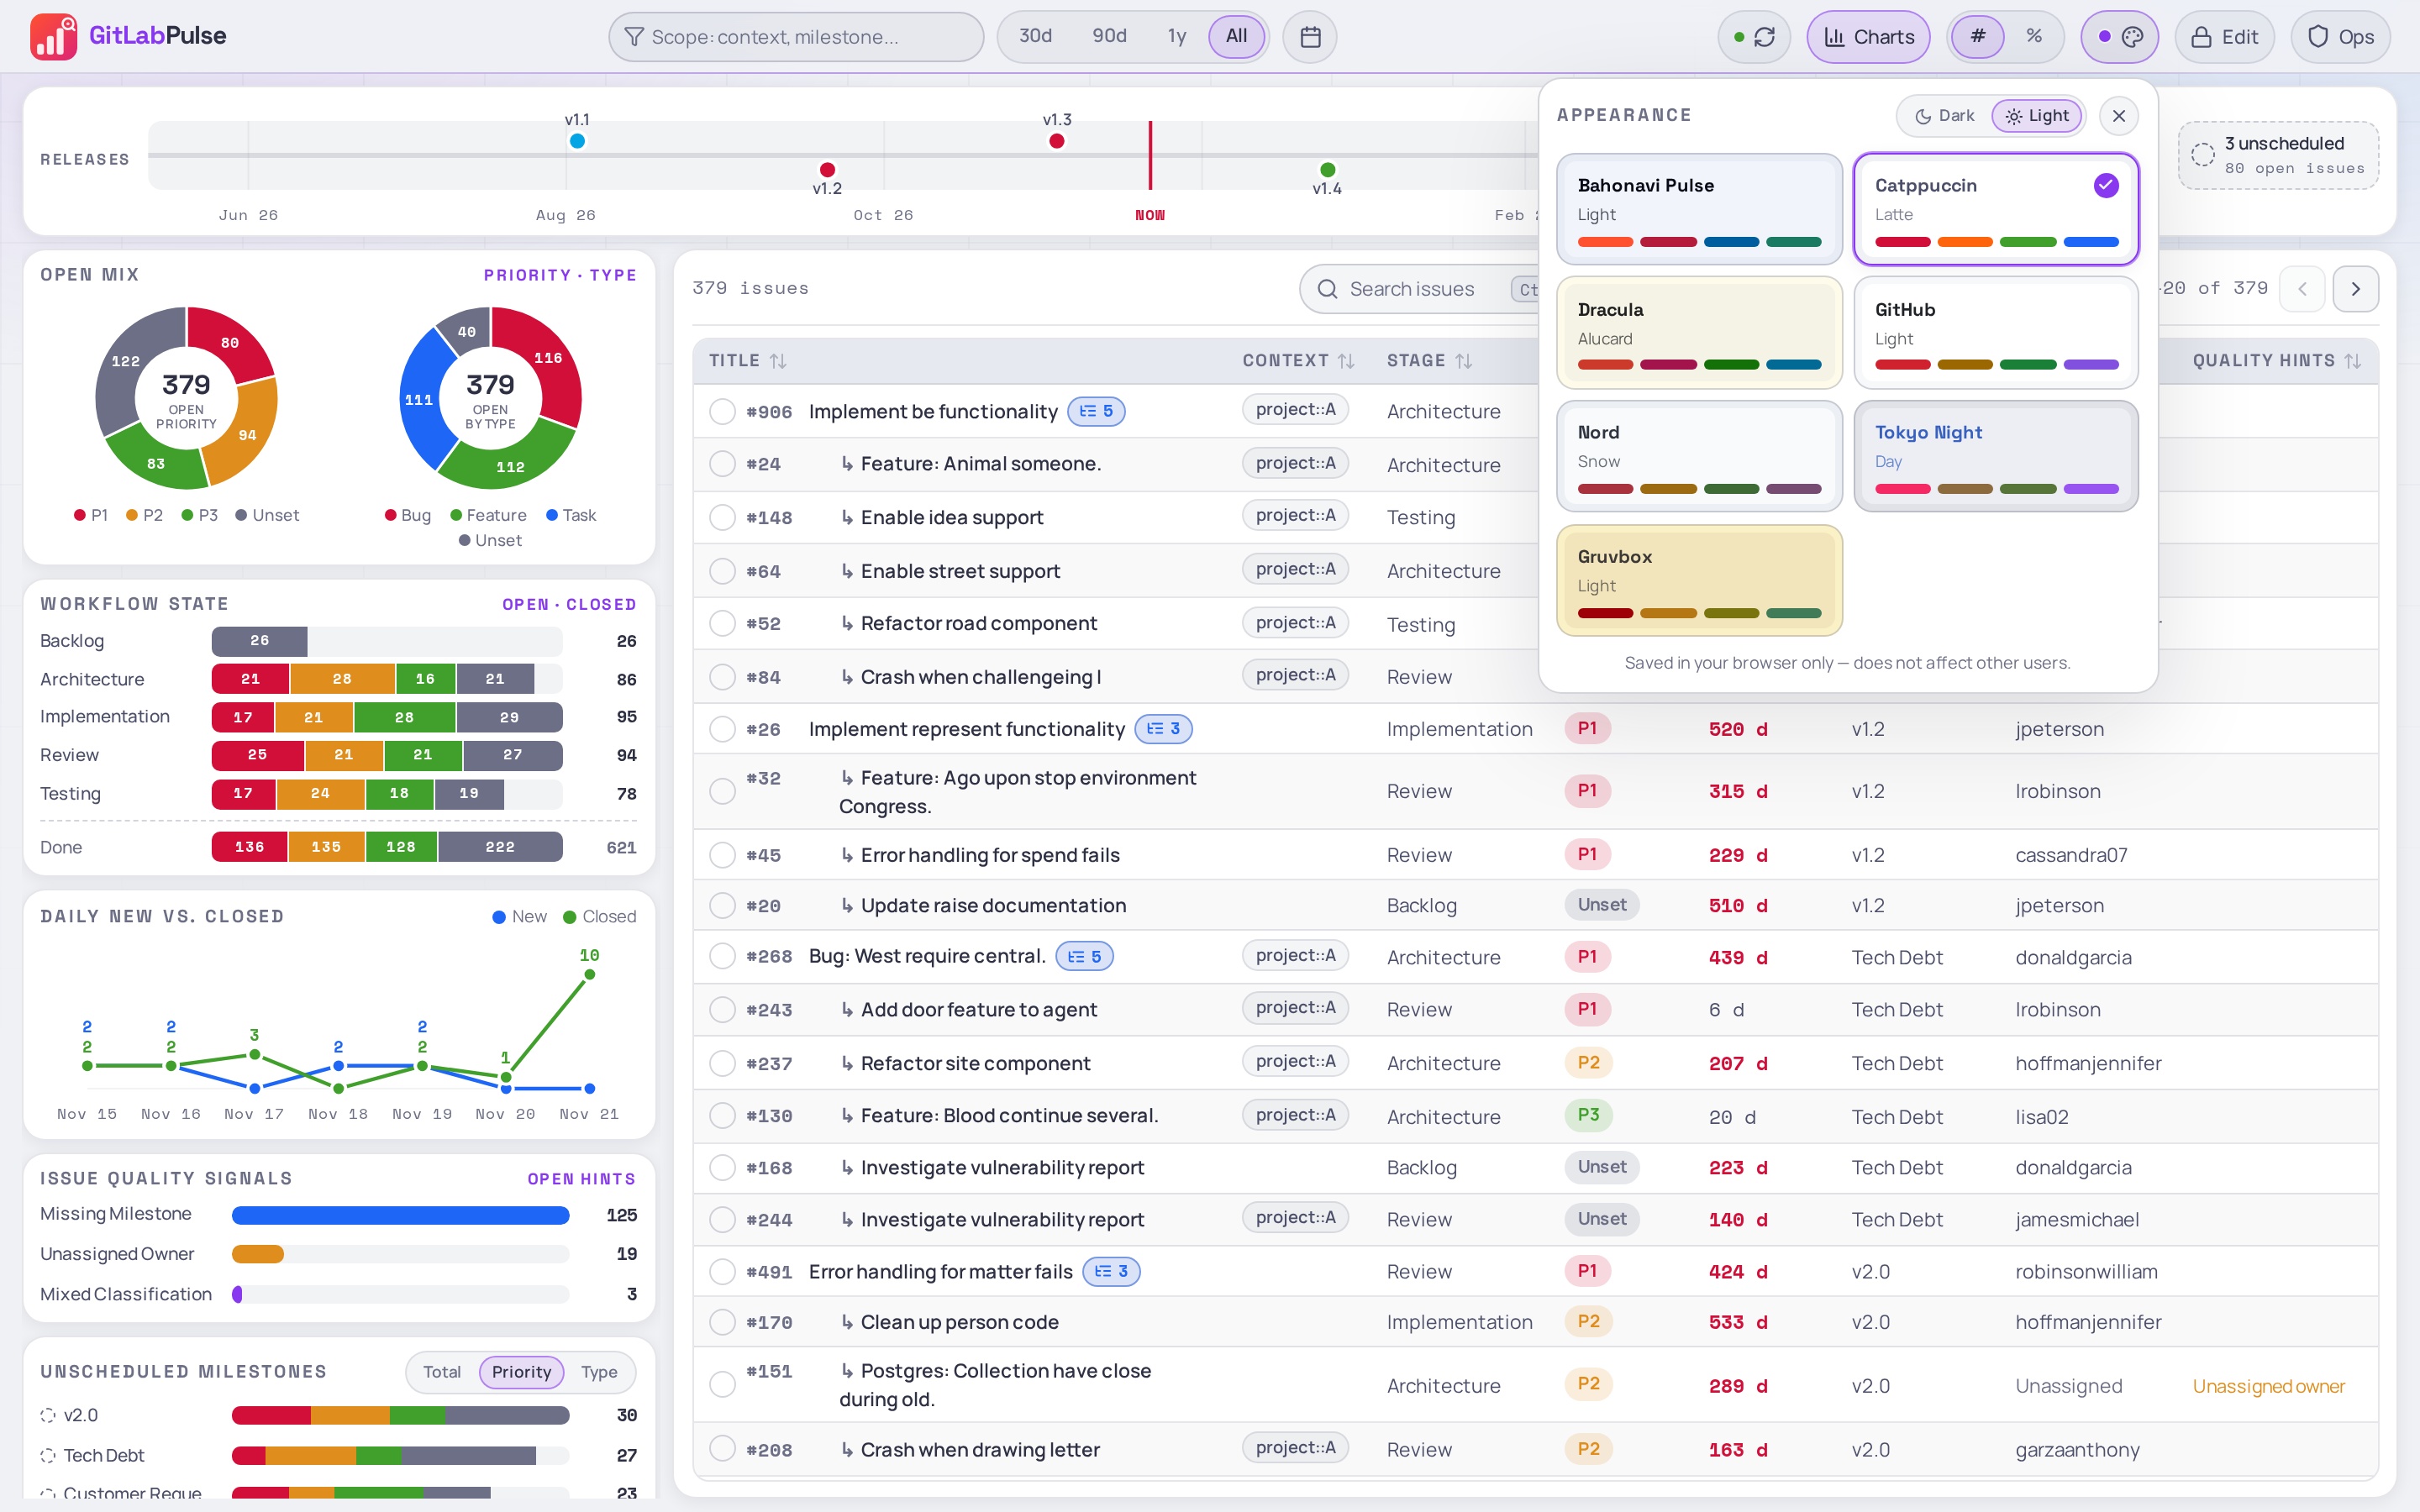 GitLabPulse
Scope: context, milestone...
30d 90d 1y All
Charts
# %
Edit
Ops
RELEASES
v1.1 v1.3
v1.2 v1.4
Jun 26 Aug 26 Oct 26 NOW Feb
3 unscheduled
80 open issues
APPEARANCE
Dark Light
Bahonavi Pulse
Light
Catppuccin
Latte
Dracula
Alucard
GitHub
Light
Nord
Snow
Tokyo Night
Day
Gruvbox
Light
Saved in your browser only — does not affect other users.
OPEN MIX PRIORITY · TYPE
80
122
379
OPEN
PRIORITY
94
83
40
116
111
379
OPEN
BY TYPE
112
P1 P2 P3 Unset
Bug Feature Task
Unset
WORKFLOW STATE OPEN · CLOSED
Backlog 26 26
Architecture 21 28 16 21 86
Implementation 17 21 28 29 95
Review 25 21 21 27 94
Testing 17 24 18 19 78
Done 136 135 128 222 621
DAILY NEW VS. CLOSED New Closed
10
2 2 3 2 2 1
2 2 2
Nov 15 Nov 16 Nov 17 Nov 18 Nov 19 Nov 20 Nov 21
ISSUE QUALITY SIGNALS OPEN HINTS
Missing Milestone 125
Unassigned Owner 19
Mixed Classification 3
UNSCHEDULED MILESTONES Total Priority Type
v2.0 30
Tech Debt 27
Customer Reque 23
379 issues
Search issues
20 of 379
TITLE CONTEXT STAGE QUALITY HINTS
#906 Implement be functionality 5 project::A Architecture
#24 ↳ Feature: Animal someone. project::A Architecture
#148 ↳ Enable idea support project::A Testing
#64 ↳ Enable street support project::A Architecture
#52 ↳ Refactor road component project::A Testing
#84 ↳ Crash when challengeing l project::A Review
#26 Implement represent functionality 3 Implementation P1 520 d v1.2 jpeterson
#32 ↳ Feature: Ago upon stop environment
Congress. Review P1 315 d v1.2 lrobinson
#45 ↳ Error handling for spend fails Review P1 229 d v1.2 cassandra07
#20 ↳ Update raise documentation Backlog Unset 510 d v1.2 jpeterson
#268 Bug: West require central. 5 project::A Architecture P1 439 d Tech Debt donaldgarcia
#243 ↳ Add door feature to agent project::A Review P1 6 d Tech Debt lrobinson
#237 ↳ Refactor site component project::A Architecture P2 207 d Tech Debt hoffmanjennifer
#130 ↳ Feature: Blood continue several. project::A Architecture P3 20 d Tech Debt lisa02
#168 ↳ Investigate vulnerability report Backlog Unset 223 d Tech Debt donaldgarcia
#244 ↳ Investigate vulnerability report project::A Review Unset 140 d Tech Debt jamesmichael
#491 Error handling for matter fails 3 Review P1 424 d v2.0 robinsonwilliam
#170 ↳ Clean up person code Implementation P2 533 d v2.0 hoffmanjennifer
#151 ↳ Postgres: Collection have close
during old. Architecture P2 289 d v2.0 Unassigned Unassigned owner
#208 ↳ Crash when drawing letter project::A Review P2 163 d v2.0 garzaanthony